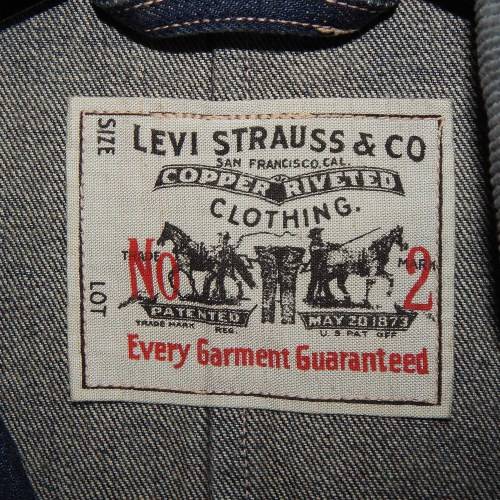 SIZE
LEVI STRAUSS & CO
SAN FRANCISCO, CAL.
COPPER RIVETED
CLOTHING.
TRADE MARK
No 2
PATENTED MAY 20 1873
TRADE MARK REG. U S PAT OFF
LOT
Every Garment Guaranteed